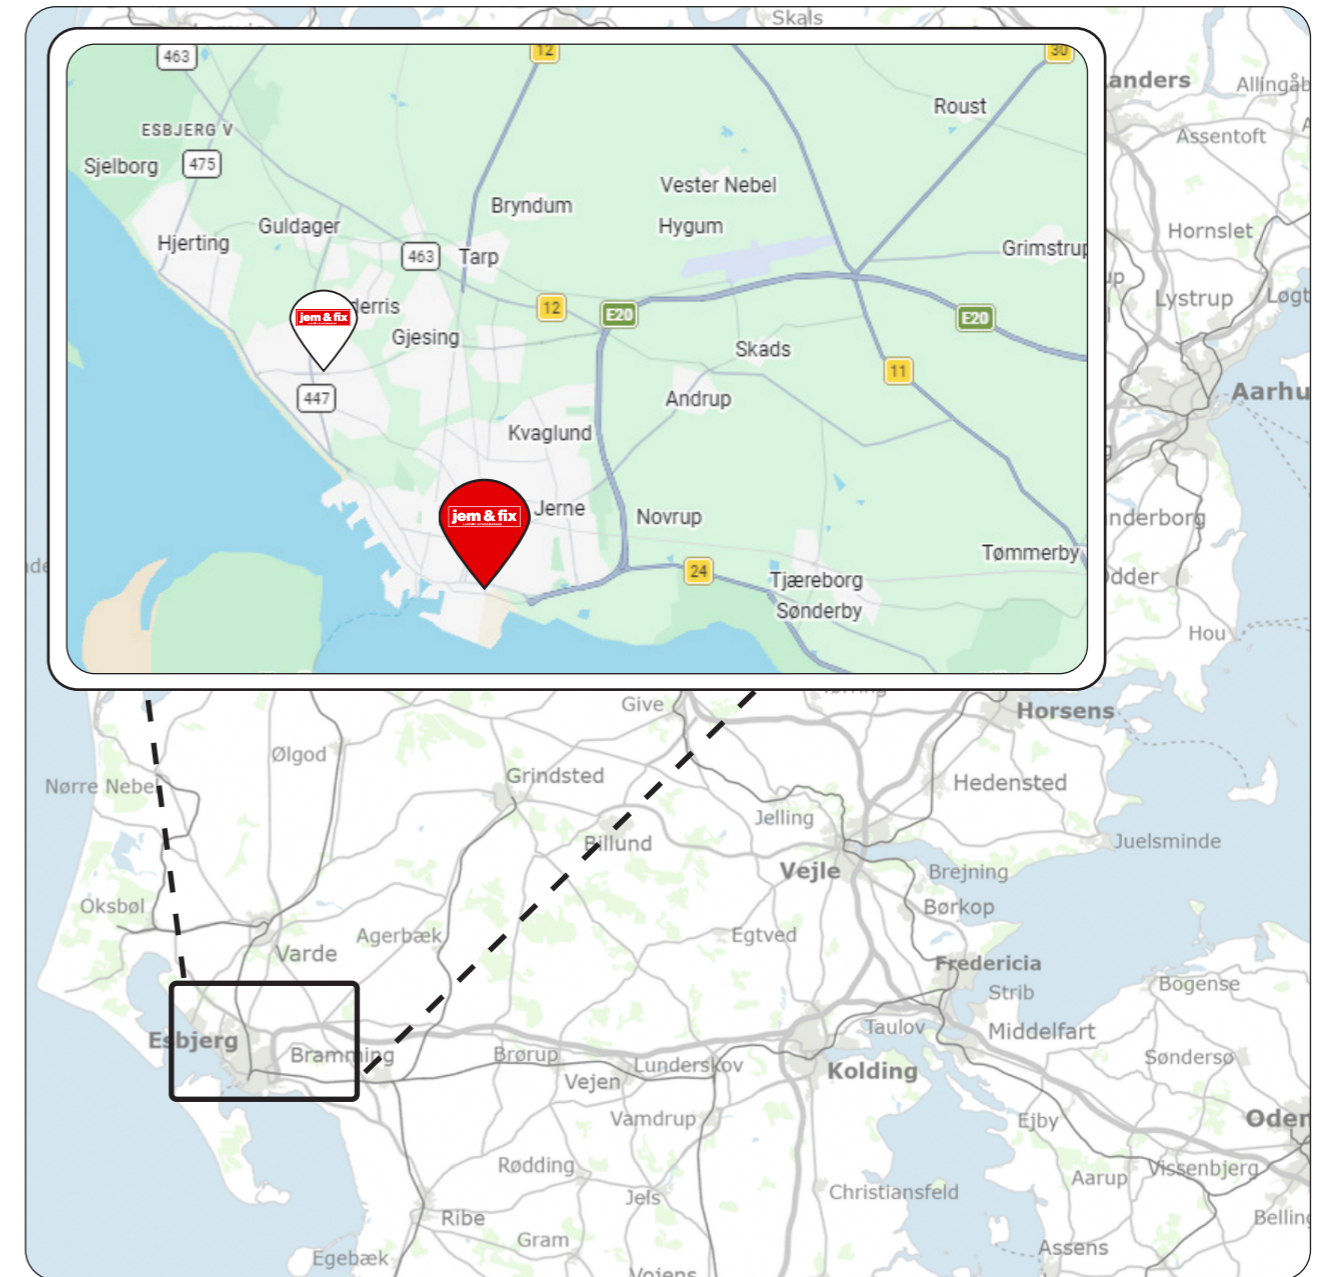 Skals
463
12
30
Roust
Allingåb
ESBJERG V
Sjelborg
475
Assentoft
Vester Nebel
Bryndum
Hygum
Guldager
Hjerting
463
Tarp
Grimstrup
Hornslet
Lystrup
Løgt
jem & fix
derris
12
E20
E20
Gjesing
Skads
11
447
Andrup
Aarhu
Kvaglund
jem & fix
Jerne
Novrup
nderborg
Tømmerby
24
Tjæreborg
Sønderby
Hou
Give
Horsens
Ølgod
Grindsted
Nørre Nebel
Hedensted
Jelling
Billund
Juelsminde
Vejle
Brejning
Oksbøl
Børkop
Agerbæk
Egtved
Varde
Fredericia
Strib
Bogense
Esbjerg
Bramming
Brørup
Lunderskov
Taulov
Middelfart
Søndersø
Vejen
Kolding
Vamdrup
Ejby
Oden
Rødding
Vissenbjerg
Aarup
Jels
Christiansfeld
Ribe
Belling
Gram
Assens
Egebæk
Vojens